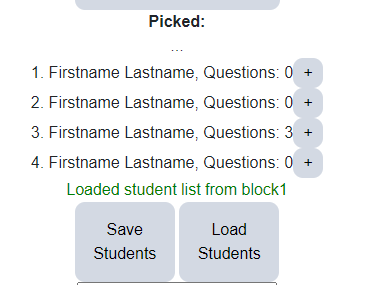 Picked:
...
1. Firstname Lastname, Questions: 0 +
2. Firstname Lastname, Questions: 0 +
3. Firstname Lastname, Questions: 3 +
4. Firstname Lastname, Questions: 0 +
Loaded student list from block1
Save Students
Load Students